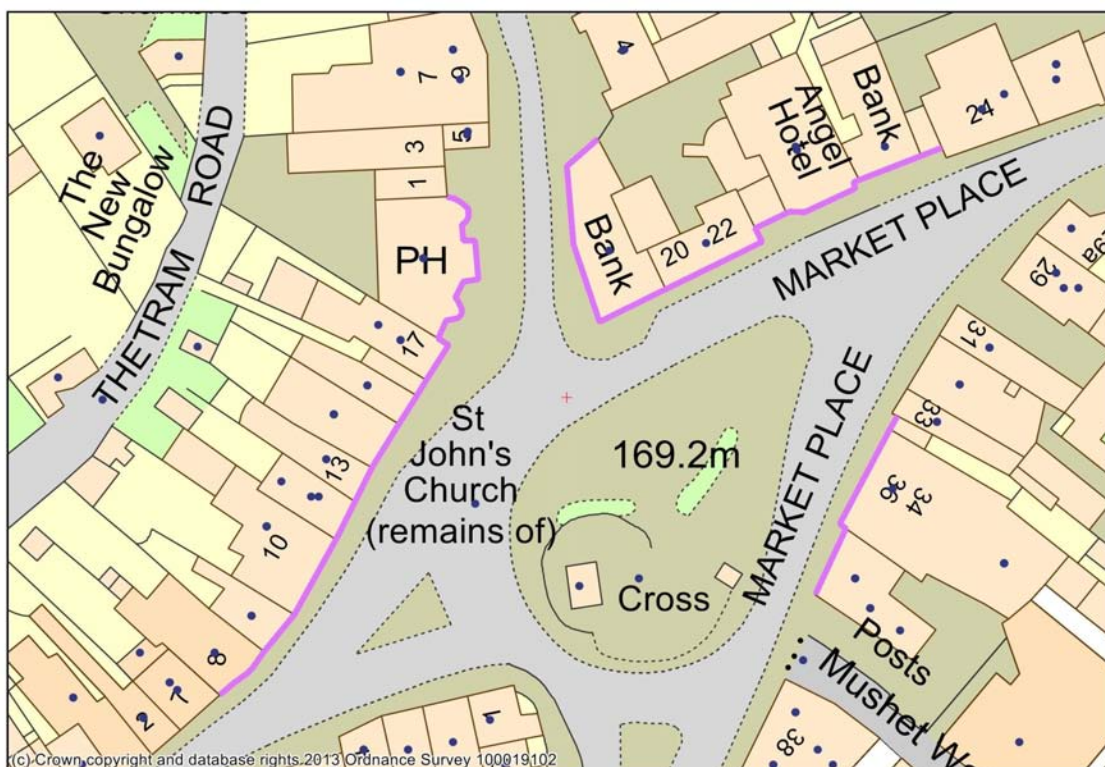 7
9
5
3
1
PH
17
13
10
8
7
2
The
New
Bungalow
THETRAM ROAD
4
Bank
20
22
Angel
Hotel
Bank
24
MARKET PLACE
29
31
33
36
34
MARKET PLACE
St
John's
Church
(remains of)
169.2m
Cross
Posts
38
1
(c) Crown copyright and database rights 2013 Ordnance Survey 100019102